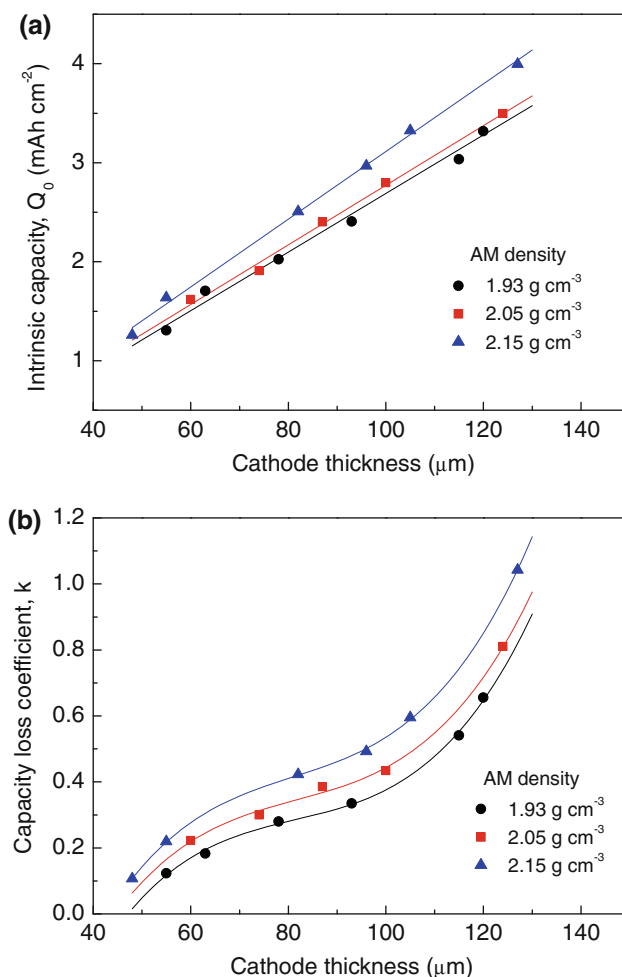 (a)
4
3
2
1
Intrinsic capacity, Q₀ (mAh cm⁻²)
AM density
1.93 g cm⁻³
2.05 g cm⁻³
2.15 g cm⁻³
40 60 80 100 120 140
Cathode thickness (μm)
(b)
1.2
1.0
0.8
0.6
0.4
0.2
0.0
Capacity loss coefficient, k
AM density
1.93 g cm⁻³
2.05 g cm⁻³
2.15 g cm⁻³
40 60 80 100 120 140
Cathode thickness (μm)